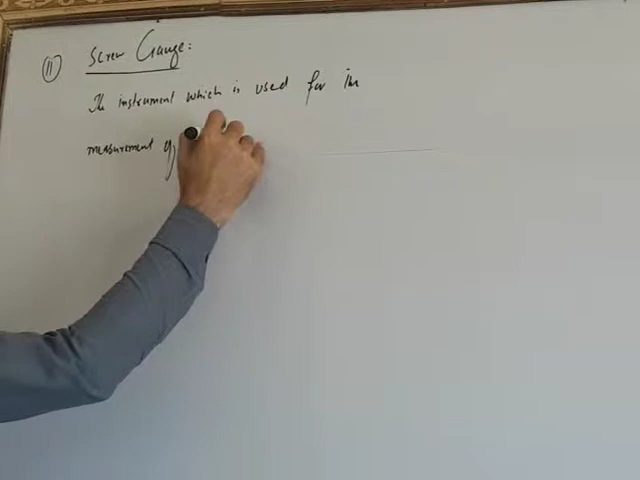 (11) Screw Gauge:
The instrument which is used for the
measurement of